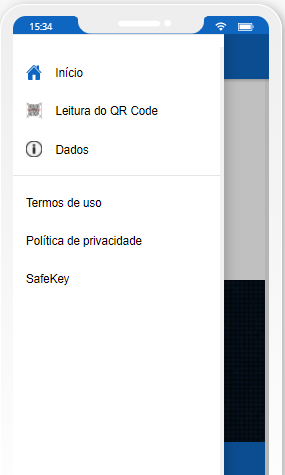 15:34
Início
Leitura do QR Code
Dados
Termos de uso
Política de privacidade
SafeKey